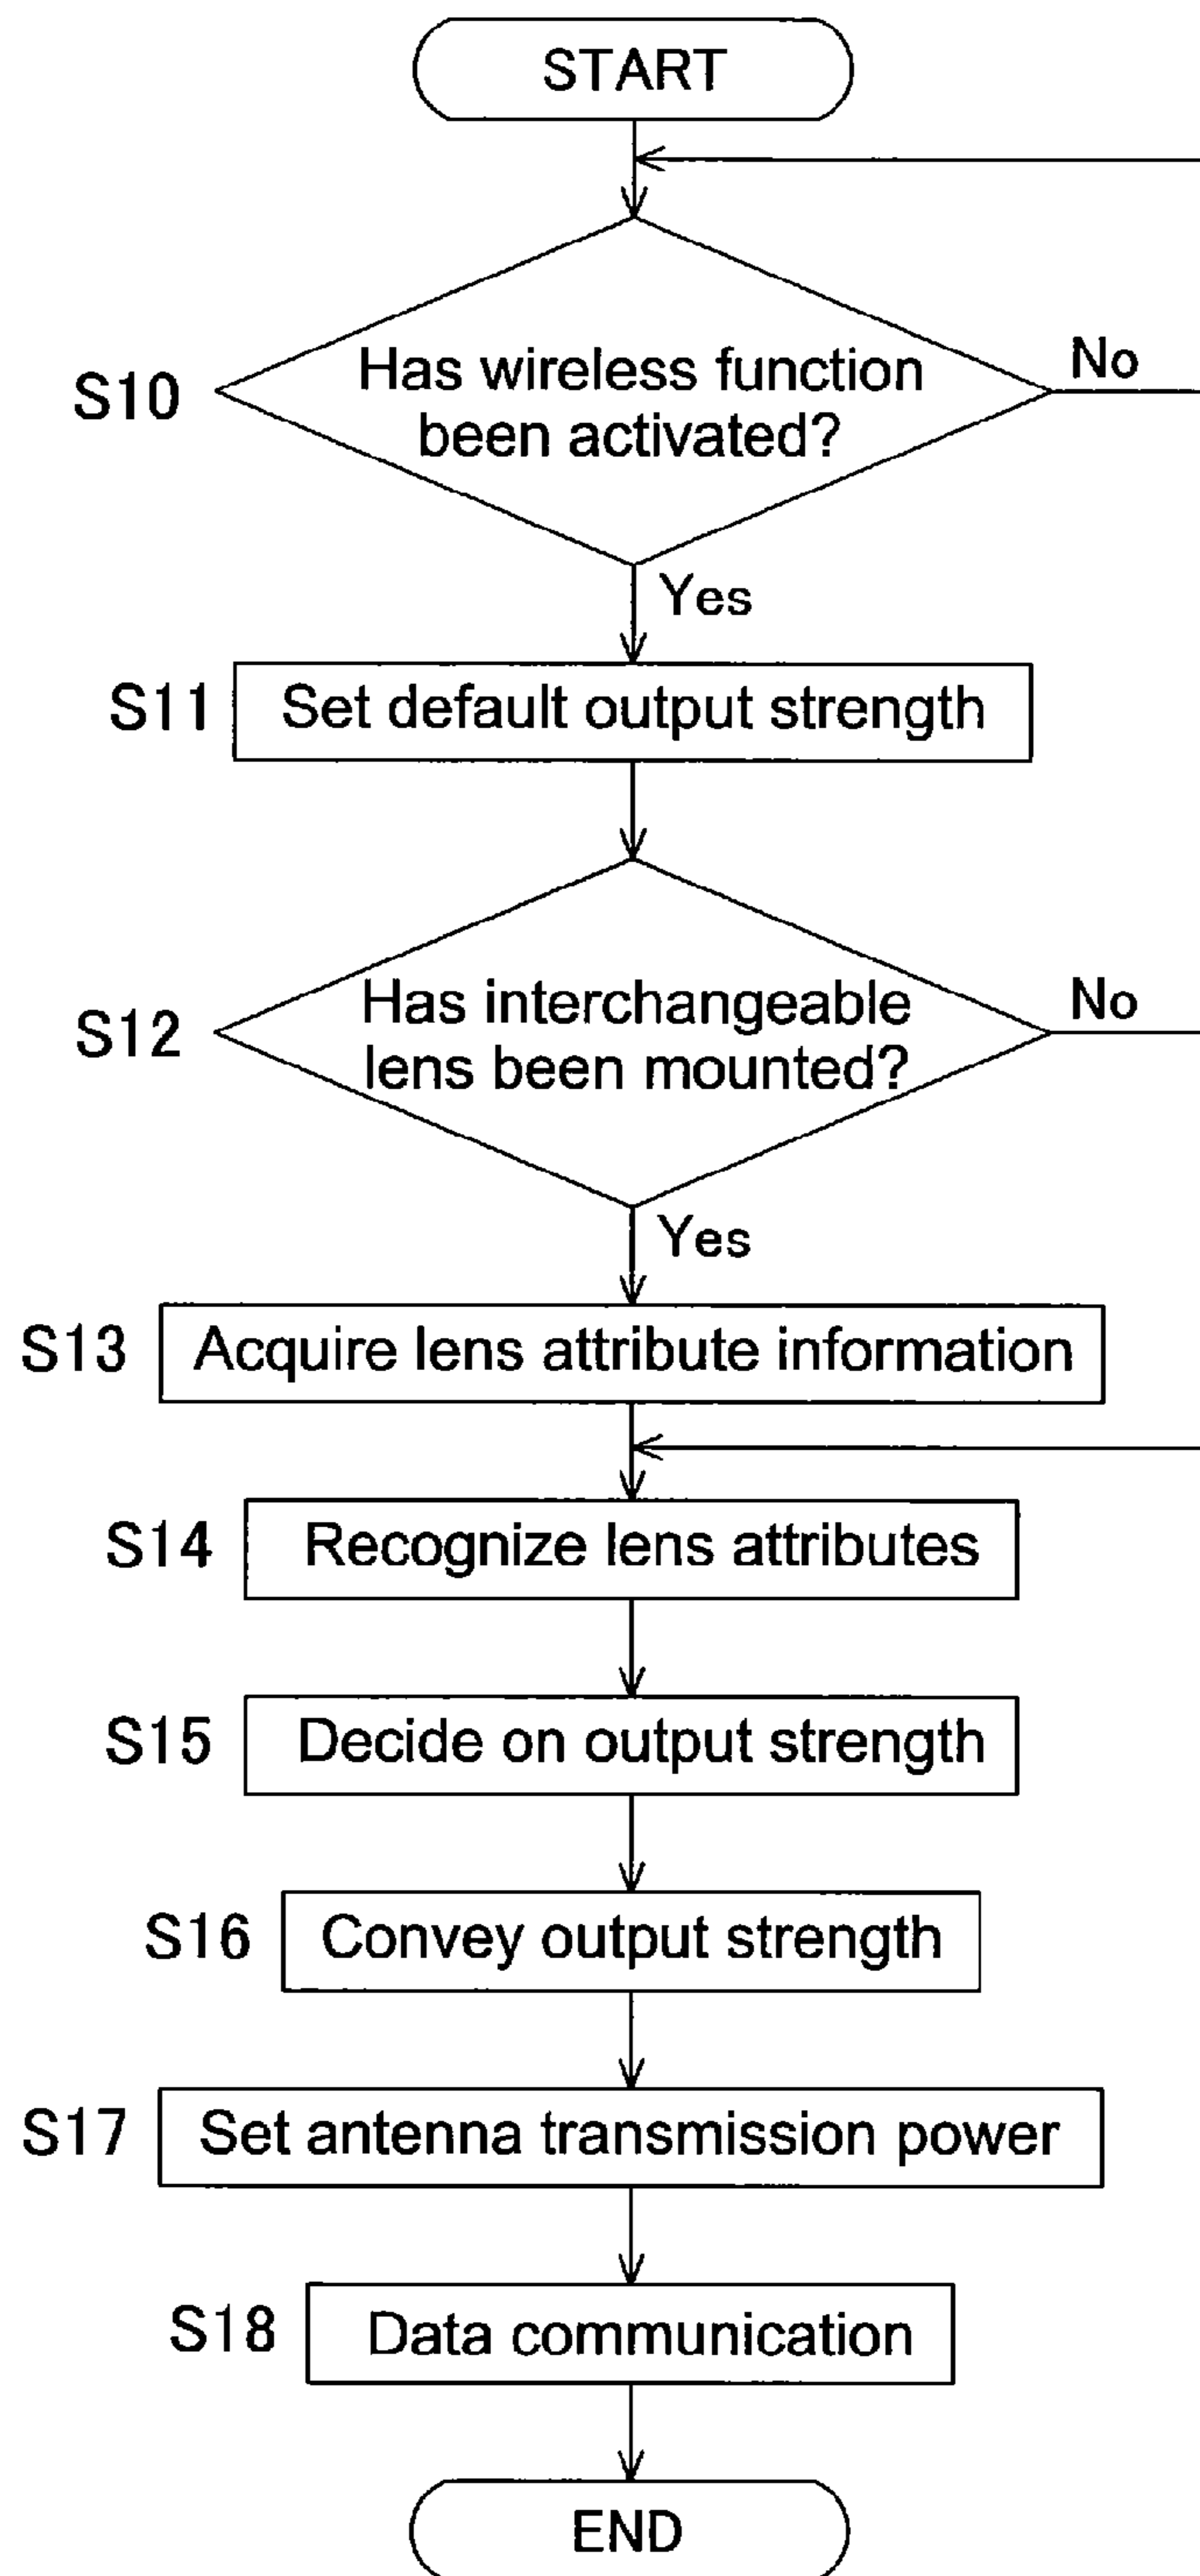 START
S10
Has wireless function
been activated?
No
Yes
S11
Set default output strength
S12
Has interchangeable
lens been mounted?
No
Yes
S13
Acquire lens attribute information
S14
Recognize lens attributes
S15
Decide on output strength
S16
Convey output strength
S17
Set antenna transmission power
S18
Data communication
END